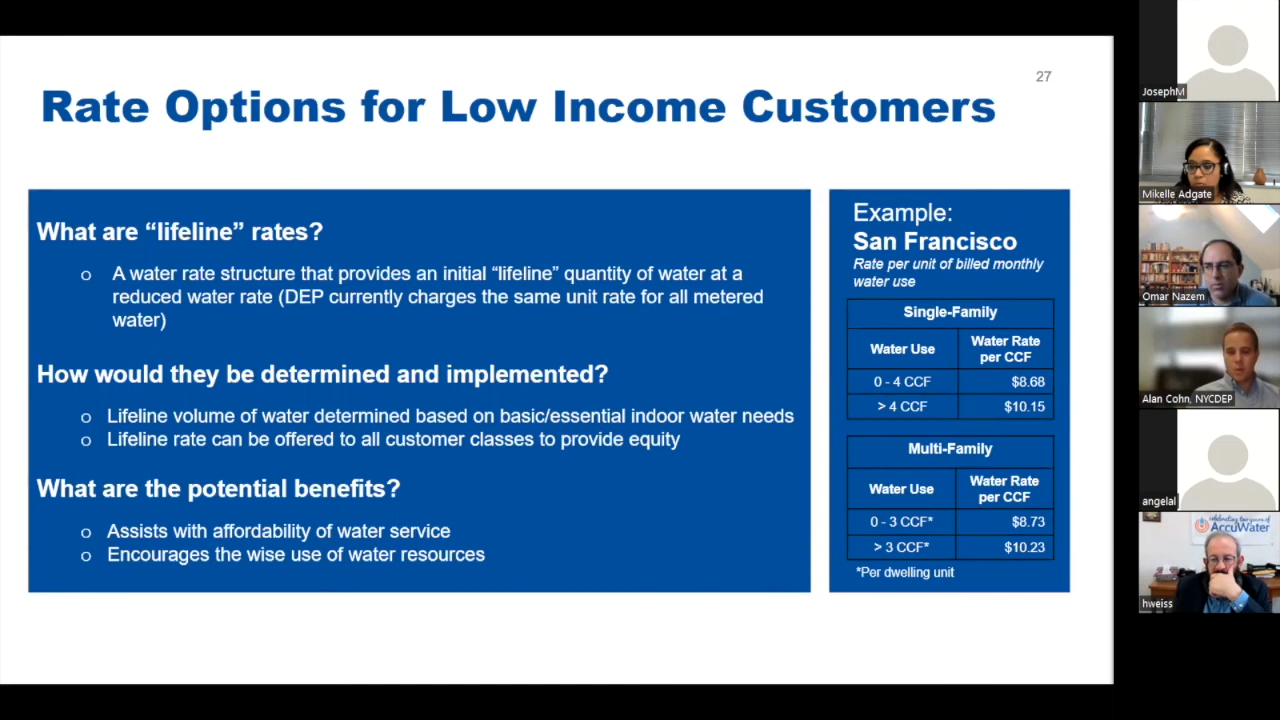 27
Rate Options for Low Income Customers
What are “lifeline” rates?
o A water rate structure that provides an initial “lifeline” quantity of water at a
reduced water rate (DEP currently charges the same unit rate for all metered
water)
How would they be determined and implemented?
o Lifeline volume of water determined based on basic/essential indoor water needs
o Lifeline rate can be offered to all customer classes to provide equity
What are the potential benefits?
o Assists with affordability of water service
o Encourages the wise use of water resources
Example:
San Francisco
Rate per unit of billed monthly
water use
Single-Family
Water Use Water Rate
per CCF
0 - 4 CCF $8.68
> 4 CCF $10.15
Multi-Family
Water Use Water Rate
per CCF
0 - 3 CCF* $8.73
> 3 CCF* $10.23
*Per dwelling unit
JosephM
Mikelle Adgate
Omar Nazem
Alan Cohn, NYCDEP
angelal
celebrating ten years of
AccuWater
hweiss